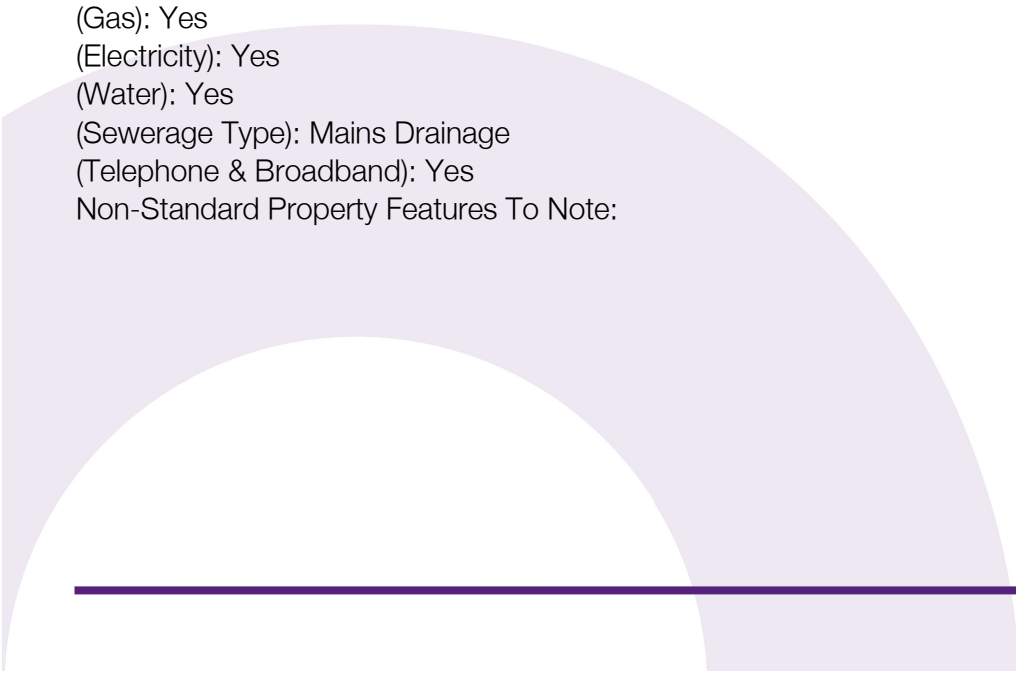 (Gas): Yes
(Electricity): Yes
(Water): Yes
(Sewerage Type): Mains Drainage
(Telephone & Broadband): Yes
Non-Standard Property Features To Note: